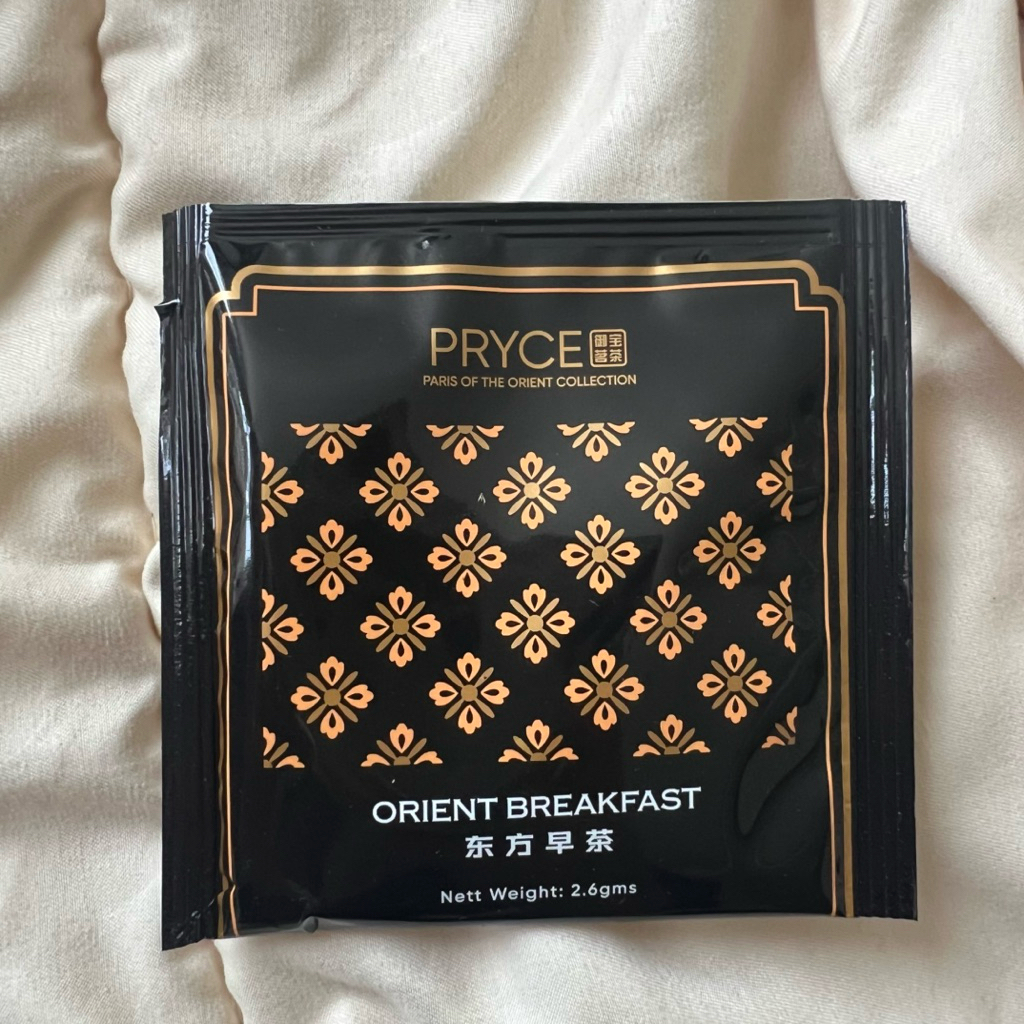 PRYCE 御宝茗茶
PARIS OF THE ORIENT COLLECTION
ORIENT BREAKFAST
东方早茶
Nett Weight: 2.6gms